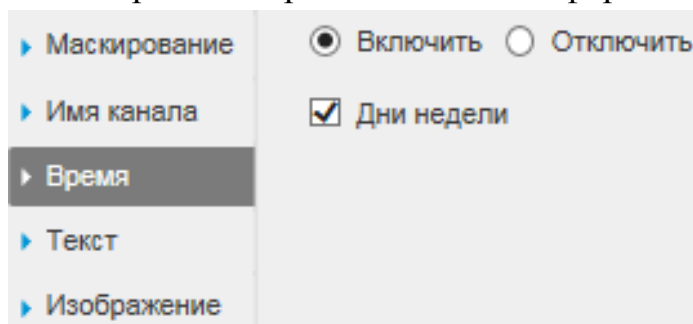 Маскирование
Включить Отключить
Имя канала
Дни недели
Время
Текст
Изображение